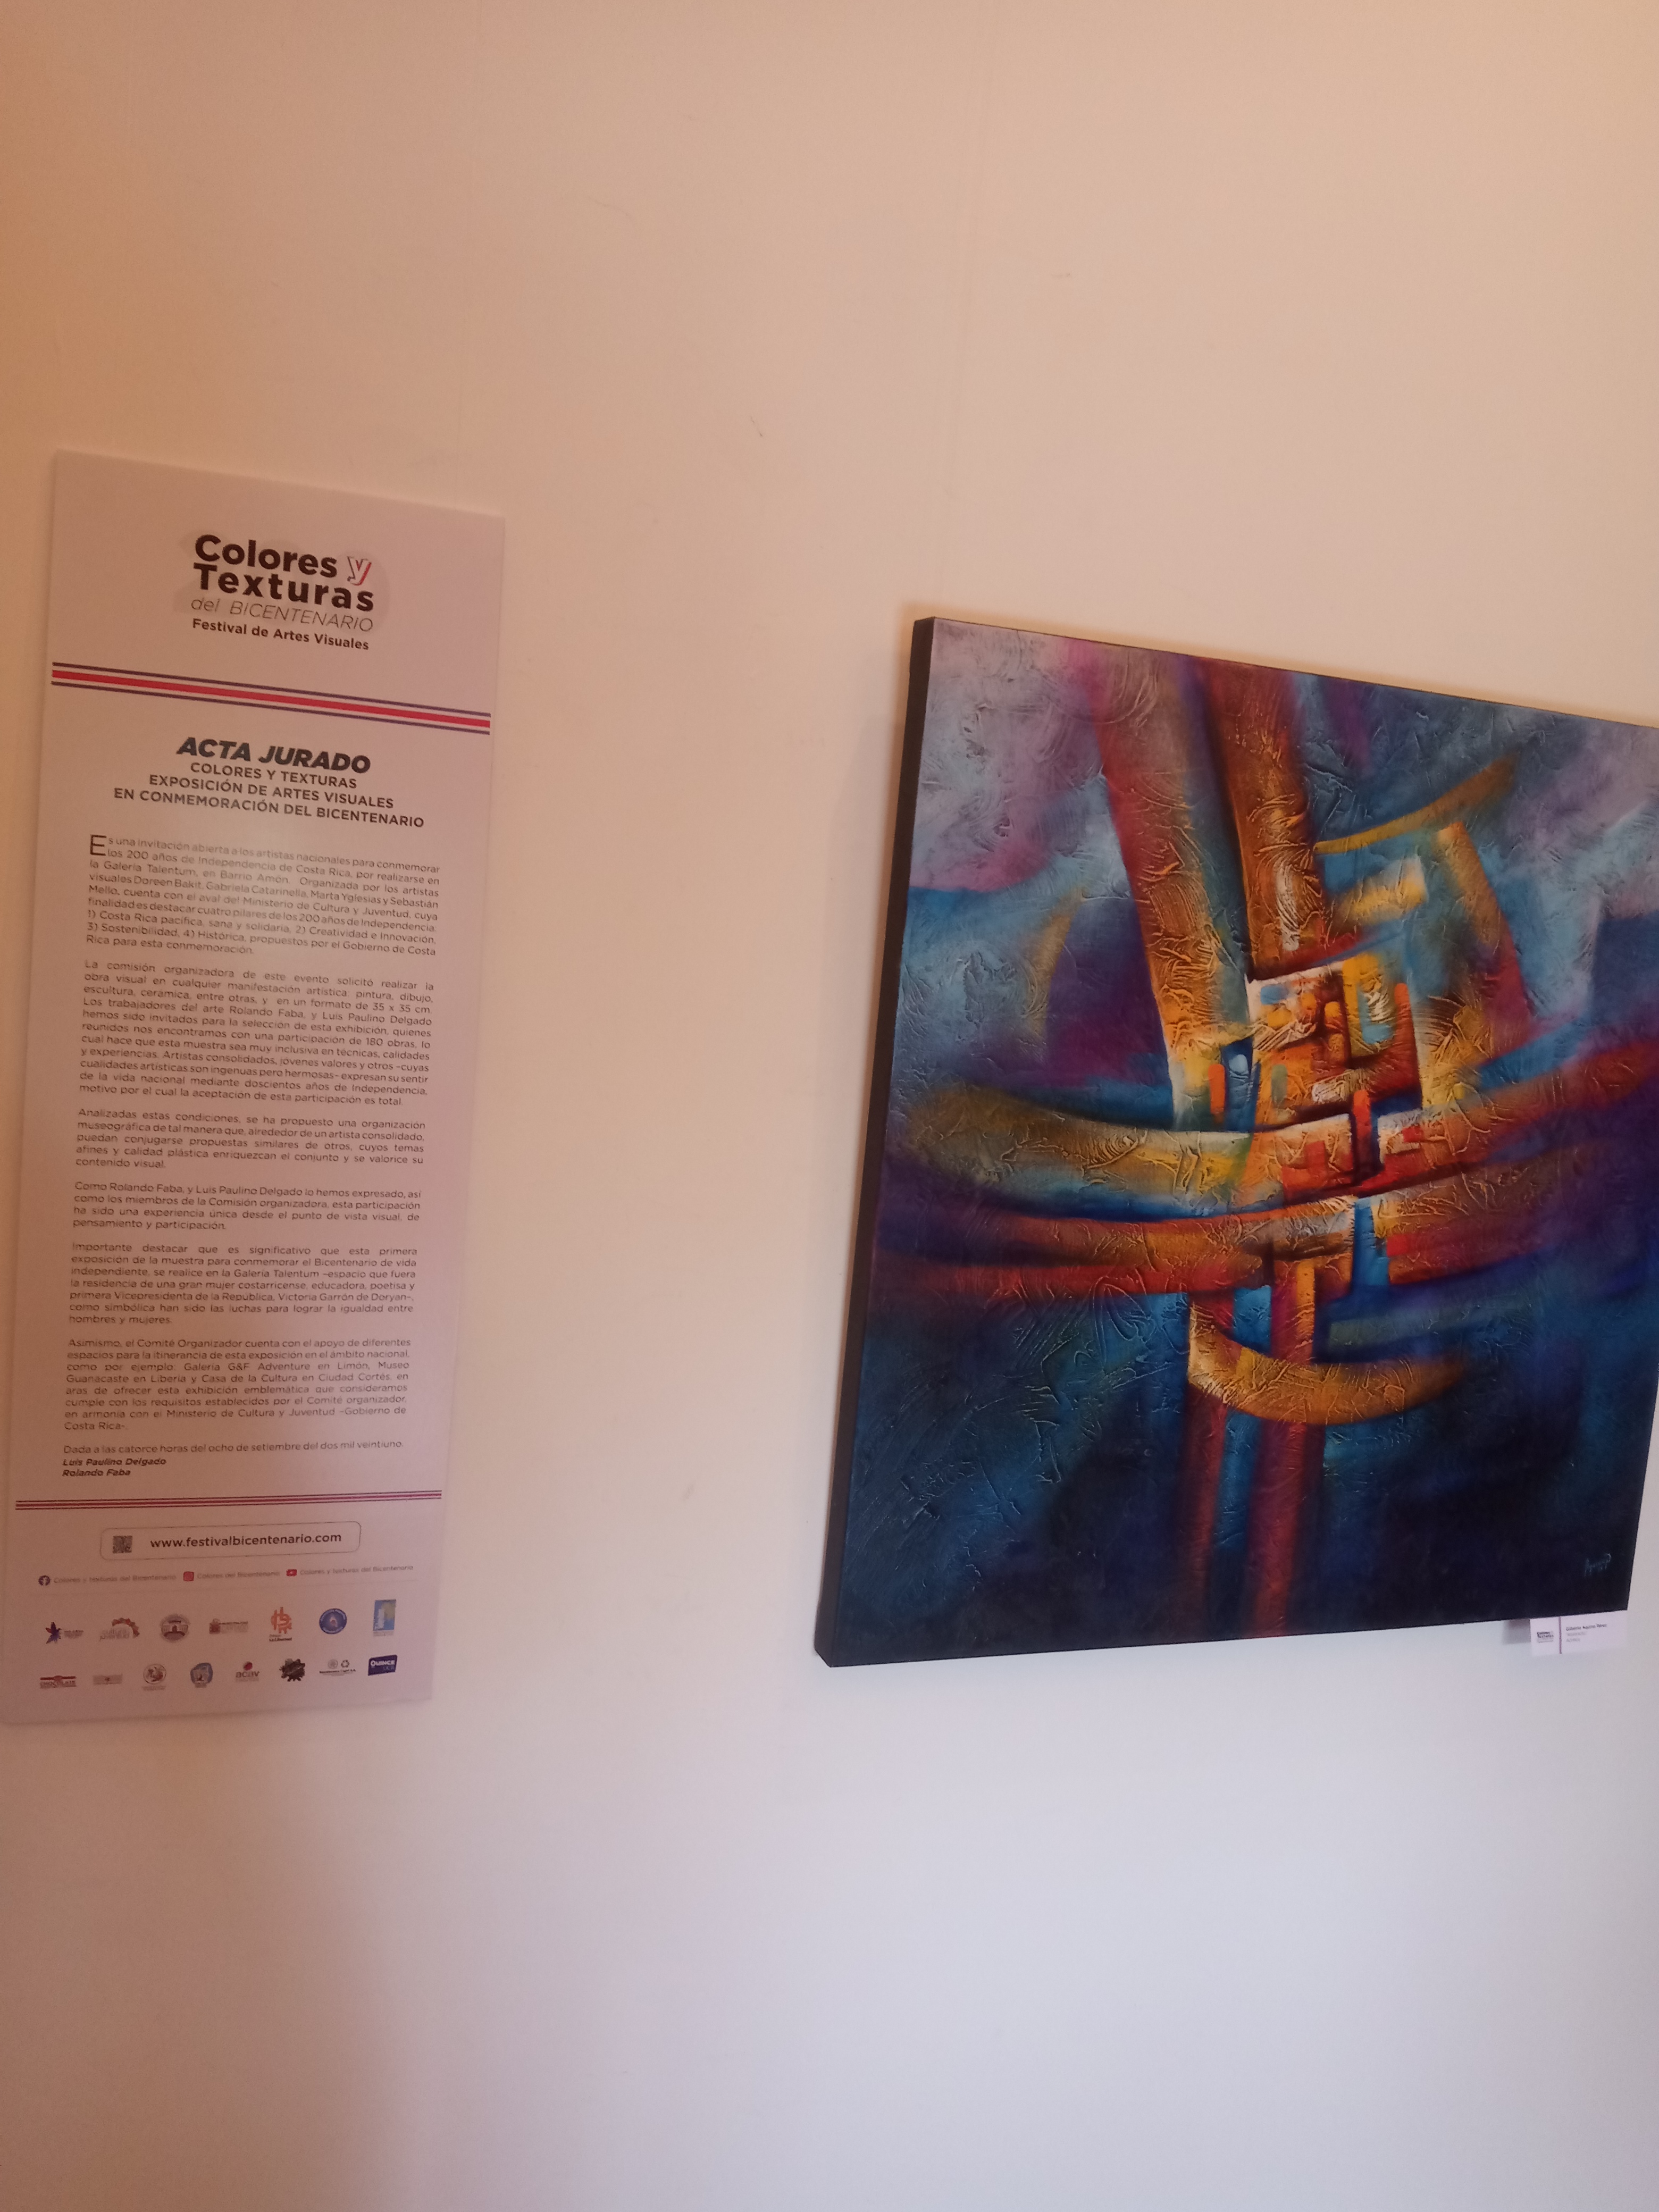 Colores y
Texturas
del BICENTENARIO
Festival de Artes Visuales
ACTA JURADO
COLORES Y TEXTURAS
EXPOSICIÓN DE ARTES VISUALES
EN CONMEMORACIÓN DEL BICENTENARIO
Es una invitación abierta a los artistas nacionales para conmemorar
los 200 años de Independencia de Costa Rica, por realizarse en
la Galería Talentum, en Barrio Amón. Organizada por los artistas
visuales Doreen Bakit, Gabriela Catarinella, Marta Yglesias y Sebastián
Mello, cuenta con el aval del Ministerio de Cultura y Juventud, cuya
finalidad es destacar cuatro pilares de los 200 años de Independencia:
1) Costa Rica pacífica, sana y solidaria, 2) Creatividad e Innovación,
3) Sostenibilidad, 4) Histórica, propuestos por el Gobierno de Costa
Rica para esta conmemoración.
La comisión organizadora de este evento solicitó realizar la
obra visual en cualquier manifestación artística: pintura, dibujo,
escultura, cerámica, entre otras, y en un formato de 35 x 35 cm.
Los trabajadores del arte Rolando Faba, y Luis Paulino Delgado
hemos sido invitados para la selección de esta exhibición, quienes
reunidos nos encontramos con una participación de 180 obras, lo
cual hace que esta muestra sea muy inclusiva en técnicas, calidades
y experiencias. Artistas consolidados, jóvenes valores y otros -cuyas
cualidades artísticas son ingenuas pero hermosas- expresan su sentir
de la vida nacional mediante doscientos años de Independencia,
motivo por el cual la aceptación de esta participación es total.
Analizadas estas condiciones, se ha propuesto una organización
museográfica de tal manera que, alrededor de un artista consolidado,
puedan conjugarse propuestas similares de otros, cuyos temas
afines y calidad plástica enriquezcan el conjunto y se valorice su
contenido visual.
Como Rolando Faba, y Luis Paulino Delgado lo hemos expresado, así
como los miembros de la Comisión organizadora, esta participación
ha sido una experiencia única desde el punto de vista visual, de
pensamiento y participación.
Importante destacar que es significativo que esta primera
exposición de la muestra para conmemorar el Bicentenario de vida
independiente, se realice en la Galería Talentum -espacio que fuera
la residencia de una gran mujer costarricense, educadora, poetisa y
primera Vicepresidenta de la República, Victoria Garrón de Doryan-,
como simbólica han sido las luchas para lograr la igualdad entre
hombres y mujeres.
Asimismo, el Comité Organizador cuenta con el apoyo de diferentes
espacios para la itinerancia de esta exposición en el ámbito nacional,
como por ejemplo: Galería G&F Adventure en Limón, Museo
Guanacaste en Liberia y Casa de la Cultura en Ciudad Cortés, en
aras de ofrecer esta exhibición emblemática que consideramos
cumple con los requisitos establecidos por el Comité organizador,
en armonía con el Ministerio de Cultura y Juventud -Gobierno de
Costa Rica-.
Dada a las catorce horas del ocho de setiembre del dos mil veintiuno.
Luis Paulino Delgado
Rolando Faba
www.festivalbicentenario.com
Colores y texturas del Bicentenario Colores del Bicentenario Colores y texturas del Bicentenario
La Libertad
acav
QUINCE